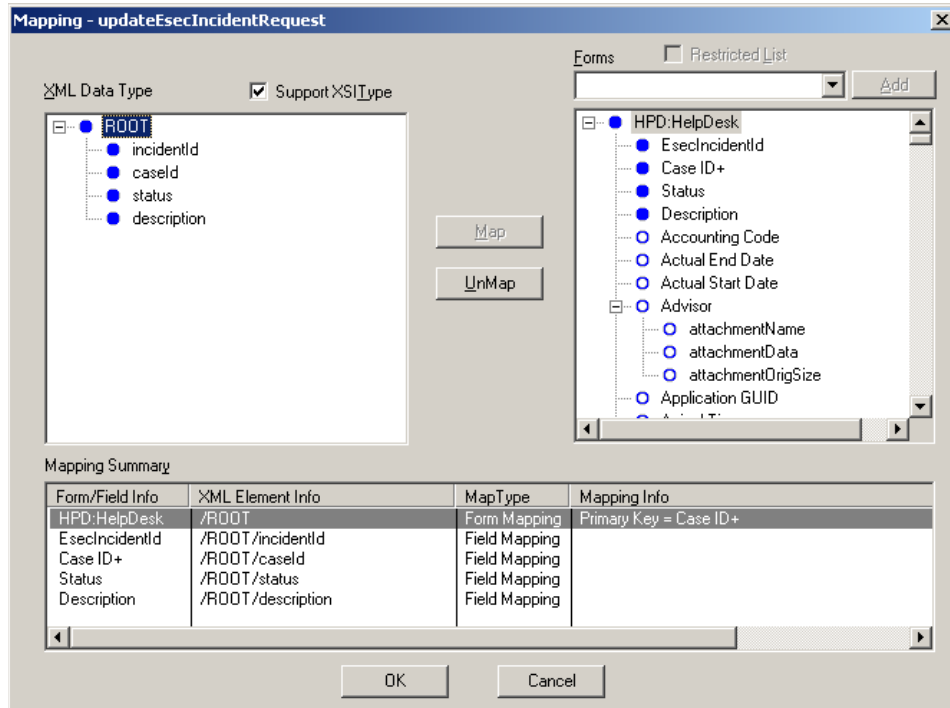 Mapping - updateEsecIncidentRequest
Forms
Restricted List
XML Data Type
Support XSIType
Add
ROOT
incidentId
caseId
status
description
HPD:HelpDesk
EsecIncidentId
Case ID+
Status
Description
Accounting Code
Actual End Date
Actual Start Date
Advisor
attachmentName
attachmentData
attachmentOrigSize
Application GUID
Map
UnMap
Mapping Summary
Form/Field Info XML Element Info MapType Mapping Info
HPD:HelpDesk /ROOT Form Mapping Primary Key = Case ID+
EsecIncidentId /ROOT/incidentId Field Mapping
Case ID+ /ROOT/caseId Field Mapping
Status /ROOT/status Field Mapping
Description /ROOT/description Field Mapping
OK Cancel